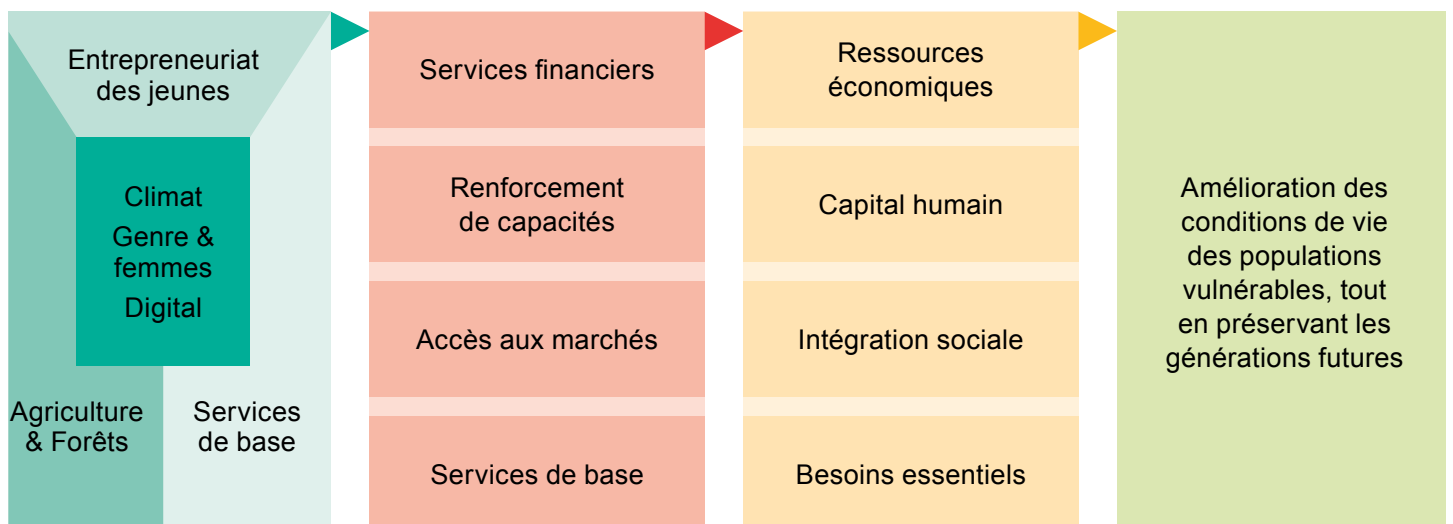 Entrepreneuriat
des jeunes
Climat
Genre &
femmes
Digital
Agriculture
& Forêts
Services
de base
Services financiers
Renforcement
de capacités
Accès aux marchés
Services de base
Ressources
économiques
Capital humain
Intégration sociale
Besoins essentiels
Amélioration des
conditions de vie
des populations
vulnérables, tout
en préservant les
générations futures